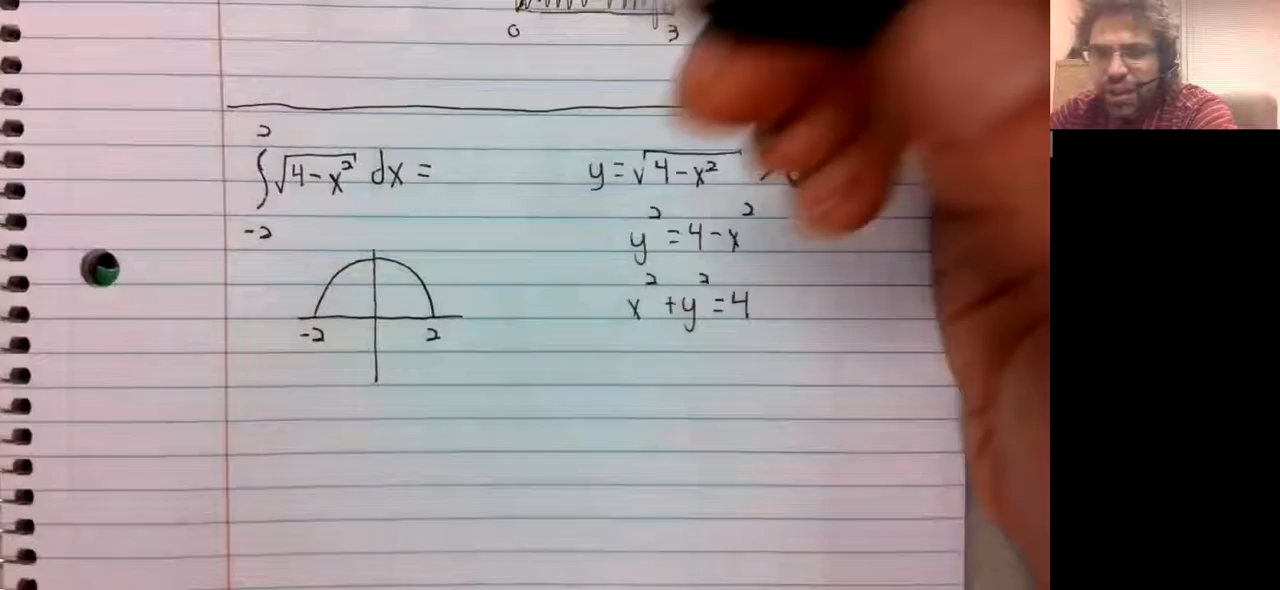 0 3
∫_{-2}^{2} √(4-x²) dx =
y = √(4-x²)
y² = 4-x²
x² + y² = 4
-2 2